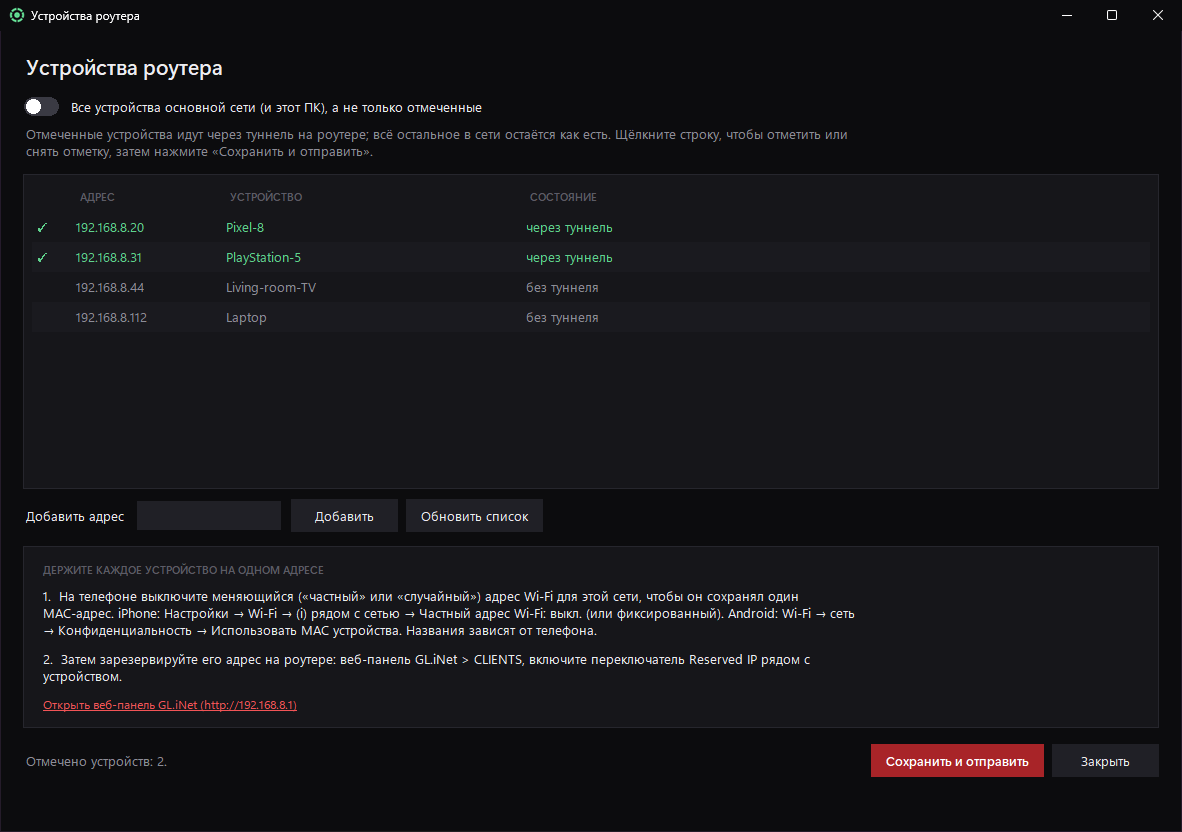 Устройства роутера
Устройства роутера
Все устройства основной сети (и этот ПК), а не только отмеченные
Отмеченные устройства идут через туннель на роутере; всё остальное в сети остаётся как есть. Щёлкните строку, чтобы отметить или
снять отметку, затем нажмите «Сохранить и отправить».
АДРЕС УСТРОЙСТВО СОСТОЯНИЕ
✓ 192.168.8.20 Pixel-8 через туннель
✓ 192.168.8.31 PlayStation-5 через туннель
192.168.8.44 Living-room-TV без туннеля
192.168.8.112 Laptop без туннеля
Добавить адрес Добавить Обновить список
ДЕРЖИТЕ КАЖДОЕ УСТРОЙСТВО НА ОДНОМ АДРЕСЕ
1. На телефоне выключите меняющийся («частный» или «случайный») адрес Wi-Fi для этой сети, чтобы он сохранял один
MAC-адрес. iPhone: Настройки → Wi-Fi → (i) рядом с сетью → Частный адрес Wi-Fi: выкл. (или фиксированный). Android: Wi-Fi → сеть
→ Конфиденциальность → Использовать MAC устройства. Названия зависят от телефона.
2. Затем зарезервируйте его адрес на роутере: веб-панель GL.iNet > CLIENTS, включите переключатель Reserved IP рядом с
устройством.
Открыть веб-панель GL.iNet (http://192.168.8.1)
Отмечено устройств: 2. Сохранить и отправить Закрыть